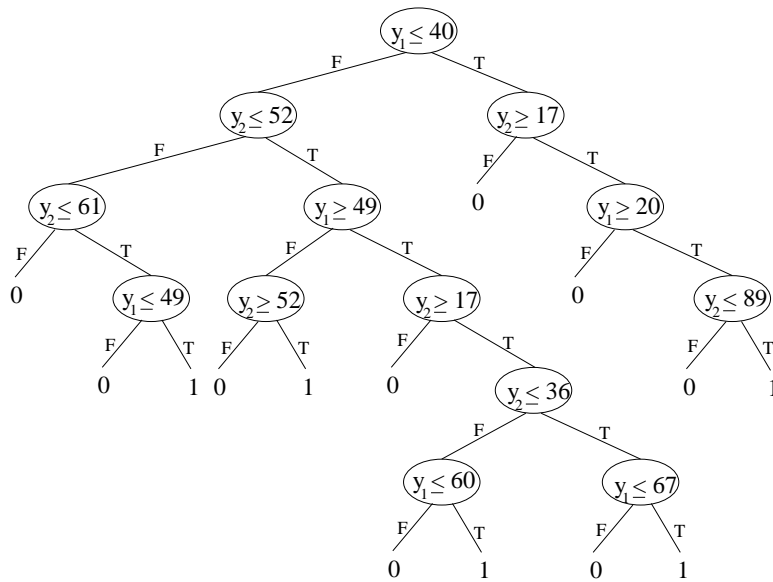 y₁ ≤ 40
F T
y₂ ≤ 52 y₂ ≥ 17
F T F T
y₂ ≤ 61 y₁ ≥ 49 0 y₁ ≥ 20
F T F T F T
0 y₁ ≤ 49 y₂ ≥ 52 y₂ ≥ 17 0 y₂ ≤ 89
F T F T F T F T
0 1 0 1 0 y₂ ≤ 36 0 1
F T
y₁ ≤ 60 y₁ ≤ 67
F T F T
0 1 0 1